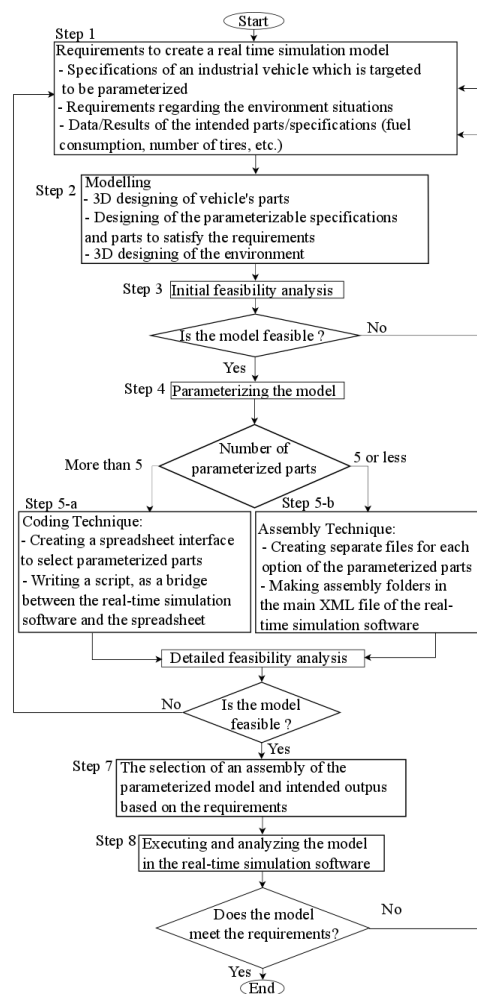 Start
Step 1
Requirements to create a real time simulation model
- Specifications of an industrial vehicle which is targeted
to be parameterized
- Requirements regarding the environment situations
- Data/Results of the intended parts/specifications (fuel
consumption, number of tires, etc.)
Step 2
Modelling
- 3D designing of vehicle's parts
- Designing of the parameterizable specifications
and parts to satisfy the requirements
- 3D designing of the environment
Step 3
Initial feasibility analysis
Is the model feasible ?
No
Yes
Step 4
Parameterizing the model
Number of
parameterized parts
More than 5
5 or less
Step 5-a
Coding Technique:
- Creating a spreadsheet interface
to select parameterized parts
- Writing a script, as a bridge
between the real-time simulation
software and the spreadsheet
Step 5-b
Assembly Technique:
- Creating separate files for each
option of the parameterized parts
- Making assembly folders in
the main XML file of the real-
time simulation software
Detailed feasibility analysis
No
Is the model
feasible ?
Yes
Step 7
The selection of an assembly of the
parameterized model and intended outpus
based on the requirements
Step 8
Executing and analyzing the model
in the real-time simulation software
Does the model
meet the requirements?
No
Yes
End